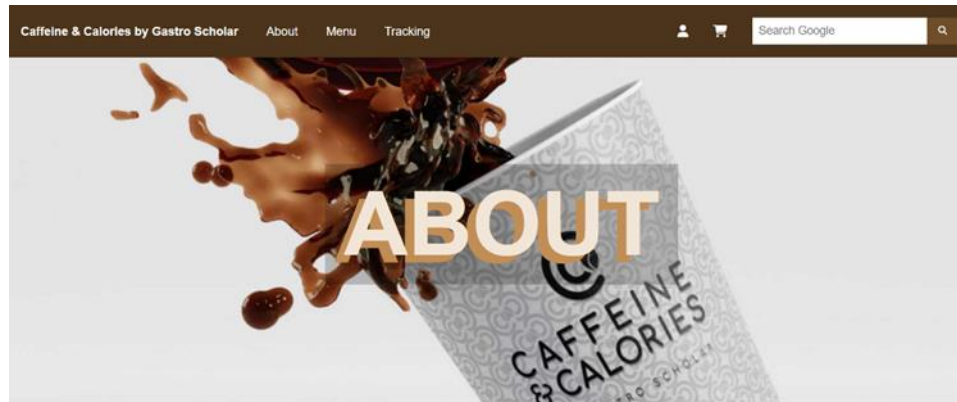 Caffeine & Calories by Gastro Scholar About Menu Tracking Search Google
ABOUT
CAFFEINE
& CALORIES
GASTRO SCHOLAR